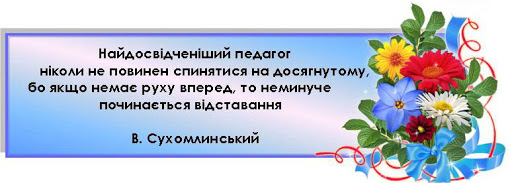 Найдосвідченіший педагог
ніколи не повинен спинятися на досягнутому,
бо якщо немає руху вперед, то неминуче
починається відставання
В. Сухомлинський